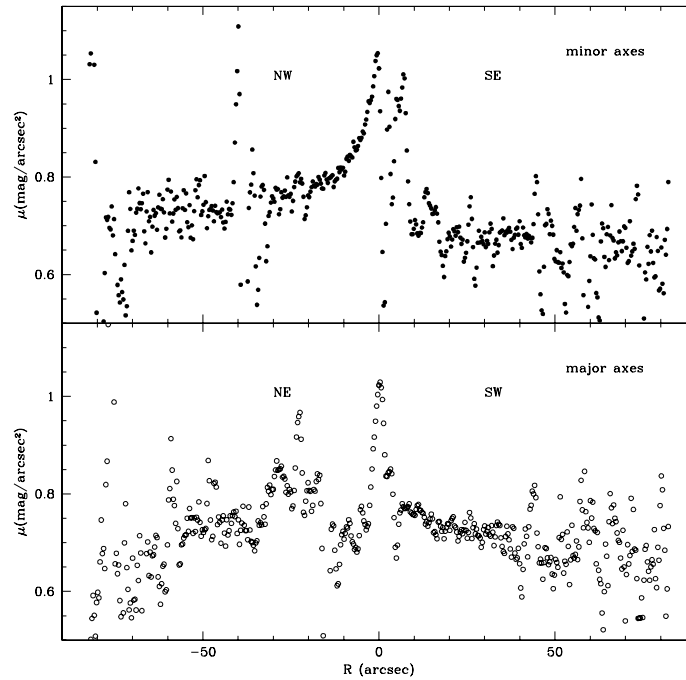 minor axes
NW
SE
1
0.8
0.6
μ(mag/arcsec²)
major axes
NE
SW
1
0.8
0.6
μ(mag/arcsec²)
-50
0
50
R (arcsec)